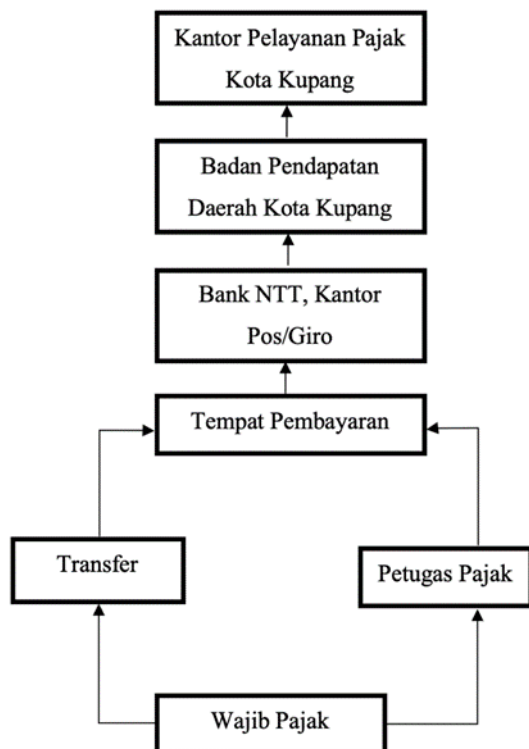 Kantor Pelayanan Pajak
Kota Kupang
Badan Pendapatan
Daerah Kota Kupang
Bank NTT, Kantor
Pos/Giro
Tempat Pembayaran
Transfer
Petugas Pajak
Wajib Pajak